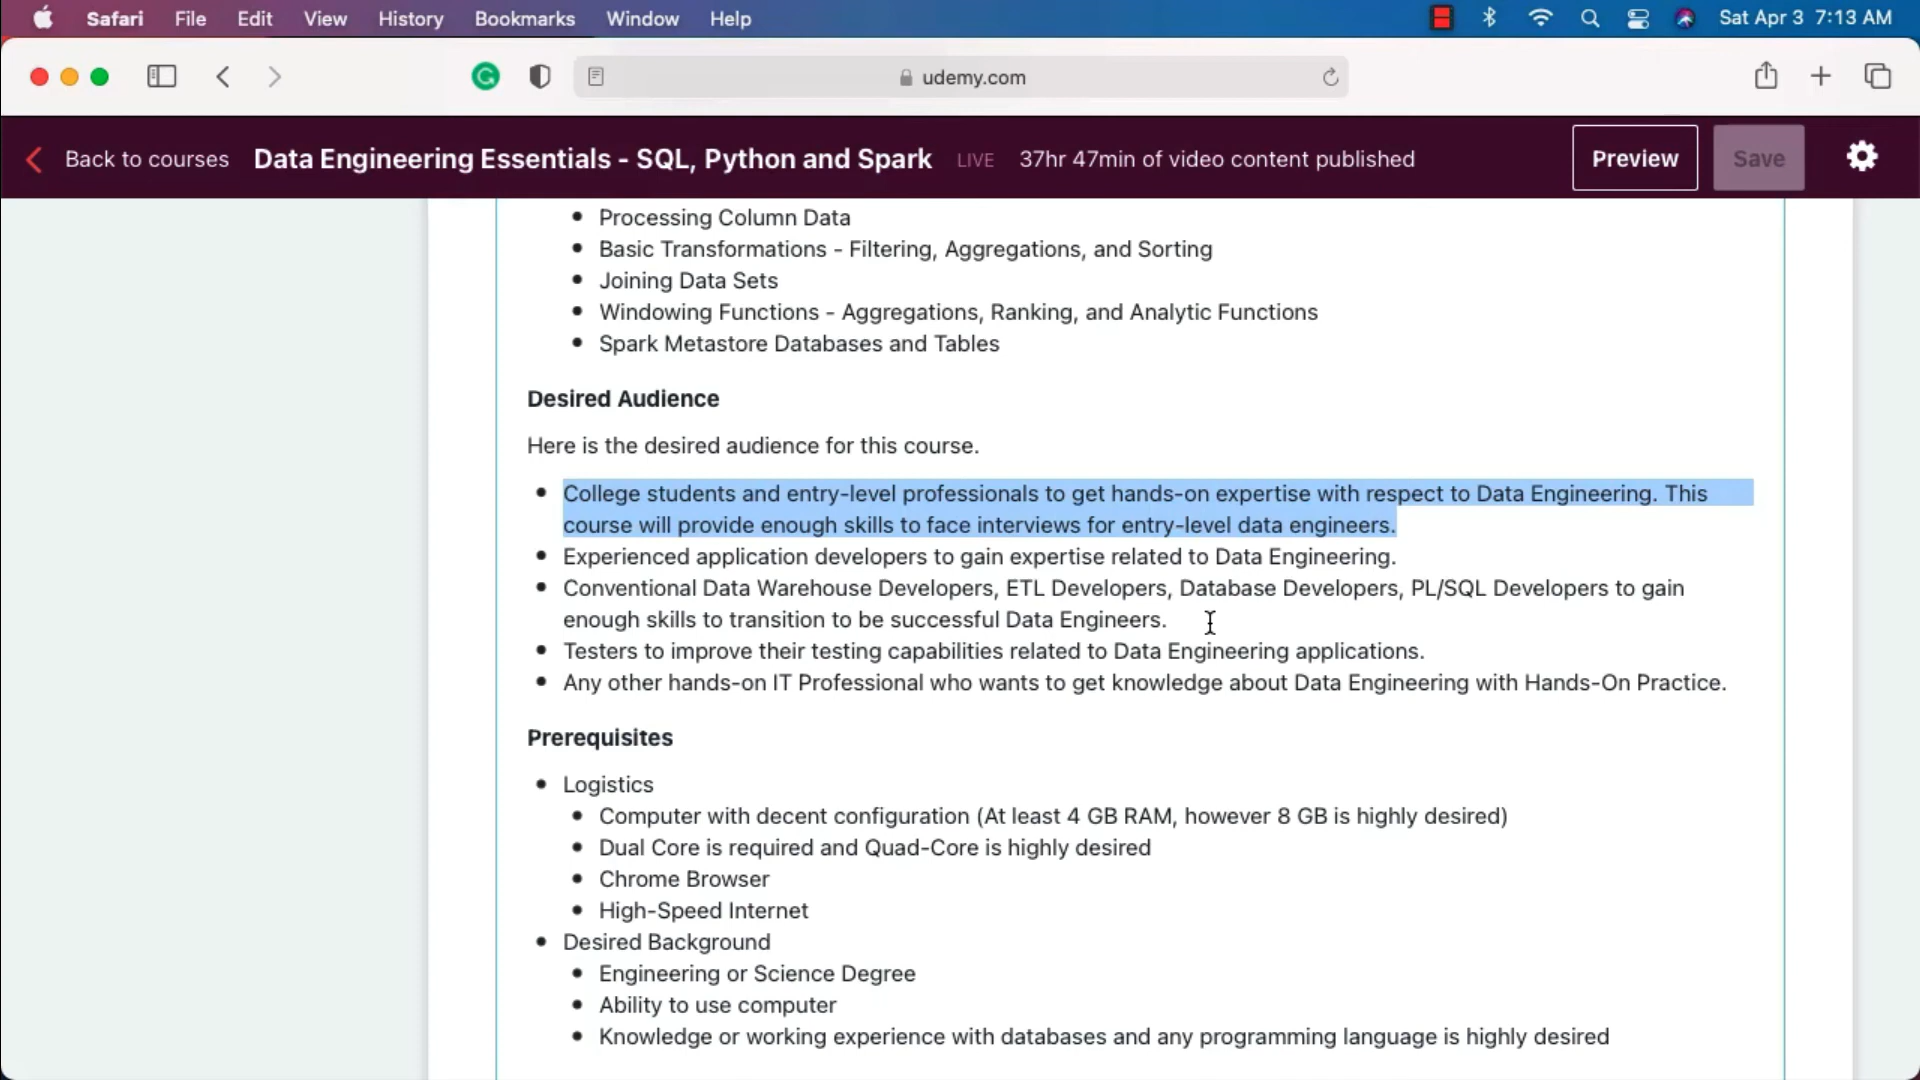 Safari File Edit View History Bookmarks Window Help Sat Apr 3 7:13 AM
udemy.com
Back to courses Data Engineering Essentials - SQL, Python and Spark LIVE 37hr 47min of video content published Preview Save
Processing Column Data
Basic Transformations - Filtering, Aggregations, and Sorting
Joining Data Sets
Windowing Functions - Aggregations, Ranking, and Analytic Functions
Spark Metastore Databases and Tables
Desired Audience
Here is the desired audience for this course.
College students and entry-level professionals to get hands-on expertise with respect to Data Engineering. This
course will provide enough skills to face interviews for entry-level data engineers.
Experienced application developers to gain expertise related to Data Engineering.
Conventional Data Warehouse Developers, ETL Developers, Database Developers, PL/SQL Developers to gain
enough skills to transition to be successful Data Engineers.
Testers to improve their testing capabilities related to Data Engineering applications.
Any other hands-on IT Professional who wants to get knowledge about Data Engineering with Hands-On Practice.
Prerequisites
Logistics
Computer with decent configuration (At least 4 GB RAM, however 8 GB is highly desired)
Dual Core is required and Quad-Core is highly desired
Chrome Browser
High-Speed Internet
Desired Background
Engineering or Science Degree
Ability to use computer
Knowledge or working experience with databases and any programming language is highly desired